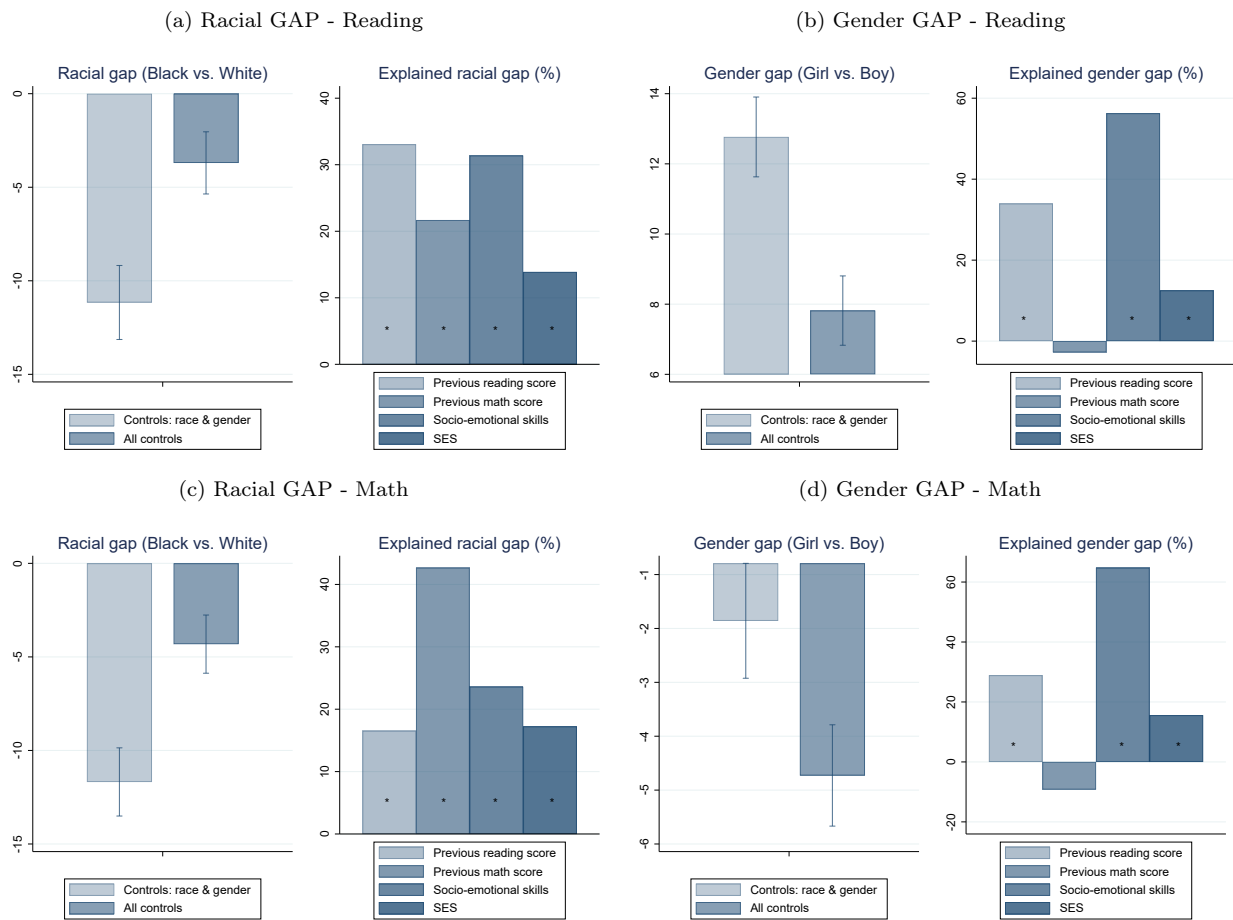 (a) Racial GAP - Reading
Racial gap (Black vs. White)
0
-5
-10
-15
Controls: race & gender
All controls
Explained racial gap (%)
40
30
20
10
0
* * * *
Previous reading score
Previous math score
Socio-emotional skills
SES
(b) Gender GAP - Reading
Gender gap (Girl vs. Boy)
14
12
10
8
6
Controls: race & gender
All controls
Explained gender gap (%)
60
40
20
0
* * *
Previous reading score
Previous math score
Socio-emotional skills
SES
(c) Racial GAP - Math
Racial gap (Black vs. White)
0
-5
-10
-15
Controls: race & gender
All controls
Explained racial gap (%)
40
30
20
10
0
* * * *
Previous reading score
Previous math score
Socio-emotional skills
SES
(d) Gender GAP - Math
Gender gap (Girl vs. Boy)
-1
-2
-3
-4
-5
-6
Controls: race & gender
All controls
Explained gender gap (%)
60
40
20
0
-20
* * *
Previous reading score
Previous math score
Socio-emotional skills
SES